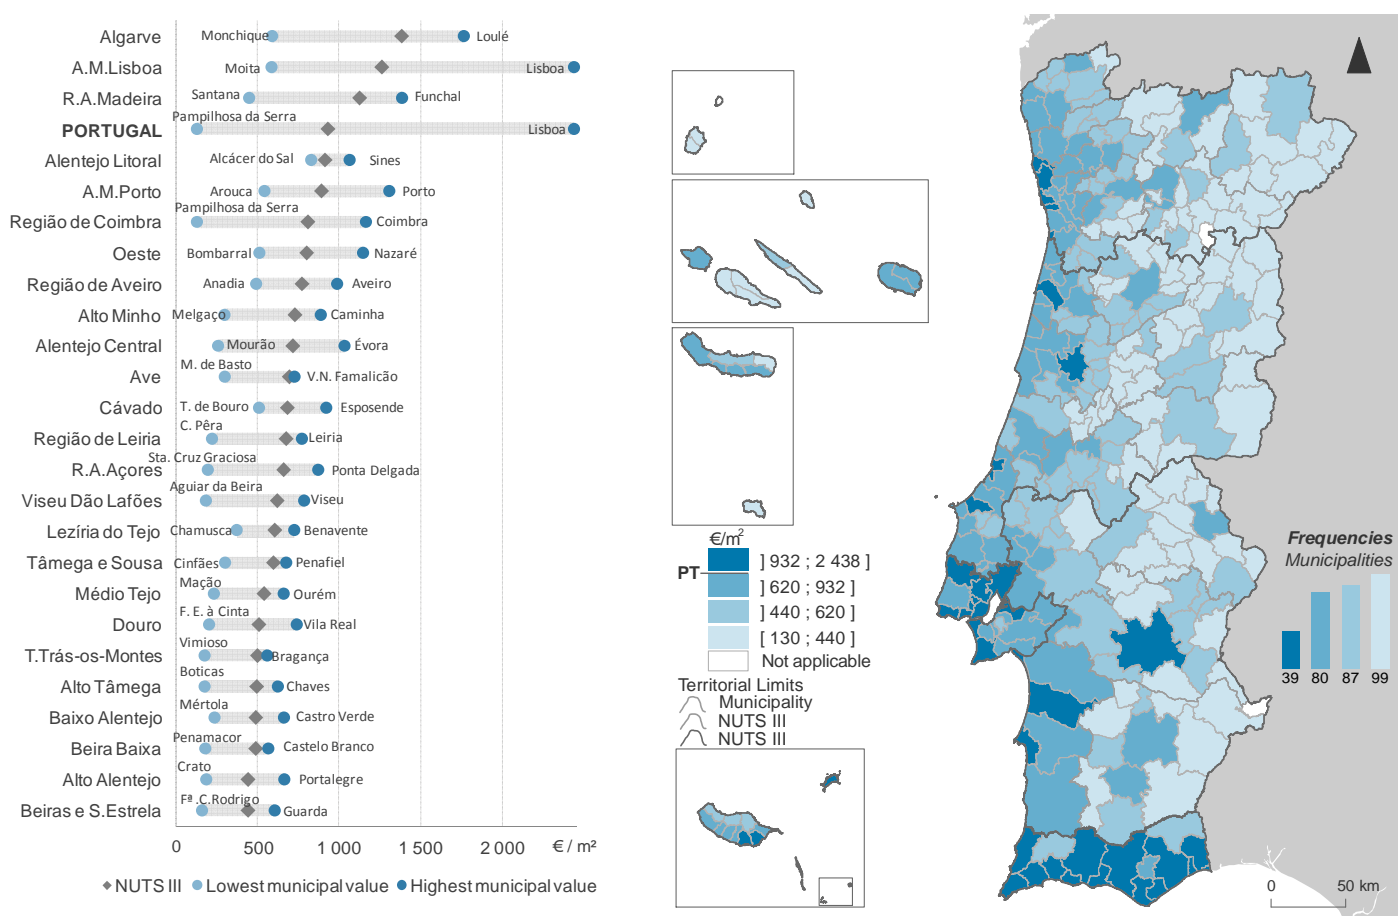 Algarve
Monchique
Loulé
A.M.Lisboa
Moita
Lisboa
R.A.Madeira
Santana
Funchal
PORTUGAL
Pampilhosa da Serra
Lisboa
Alentejo Litoral
Alcácer do Sal
Sines
A.M.Porto
Arouca
Porto
Região de Coimbra
Pampilhosa da Serra
Coimbra
Oeste
Bombarral
Nazaré
Região de Aveiro
Anadia
Aveiro
Alto Minho
Melgaço
Caminha
Alentejo Central
Mourão
Évora
Ave
M. de Basto
V.N. Famalicão
Cávado
T. de Bouro
Esposende
Região de Leiria
C. Pêra
Leiria
R.A.Açores
Sta. Cruz Graciosa
Ponta Delgada
Viseu Dão Lafões
Aguiar da Beira
Viseu
Lezíria do Tejo
Chamusca
Benavente
Tâmega e Sousa
Cinfães
Penafiel
Médio Tejo
Mação
Ourém
Douro
F. E. à Cinta
Vila Real
T.Trás-os-Montes
Vimioso
Bragança
Alto Tâmega
Boticas
Chaves
Baixo Alentejo
Mértola
Castro Verde
Beira Baixa
Penamacor
Castelo Branco
Alto Alentejo
Crato
Portalegre
Beiras e S.Estrela
Fª .C.Rodrigo
Guarda
0 500 1 000 1 500 2 000 € / m²
NUTS III Lowest municipal value Highest municipal value
€/m²
PT
] 932 ; 2 438 ]
] 620 ; 932 ]
] 440 ; 620 ]
[ 130 ; 440 ]
Not applicable
Territorial Limits
Municipality
NUTS III
NUTS III
Frequencies
Municipalities
39 80 87 99
0 50 km